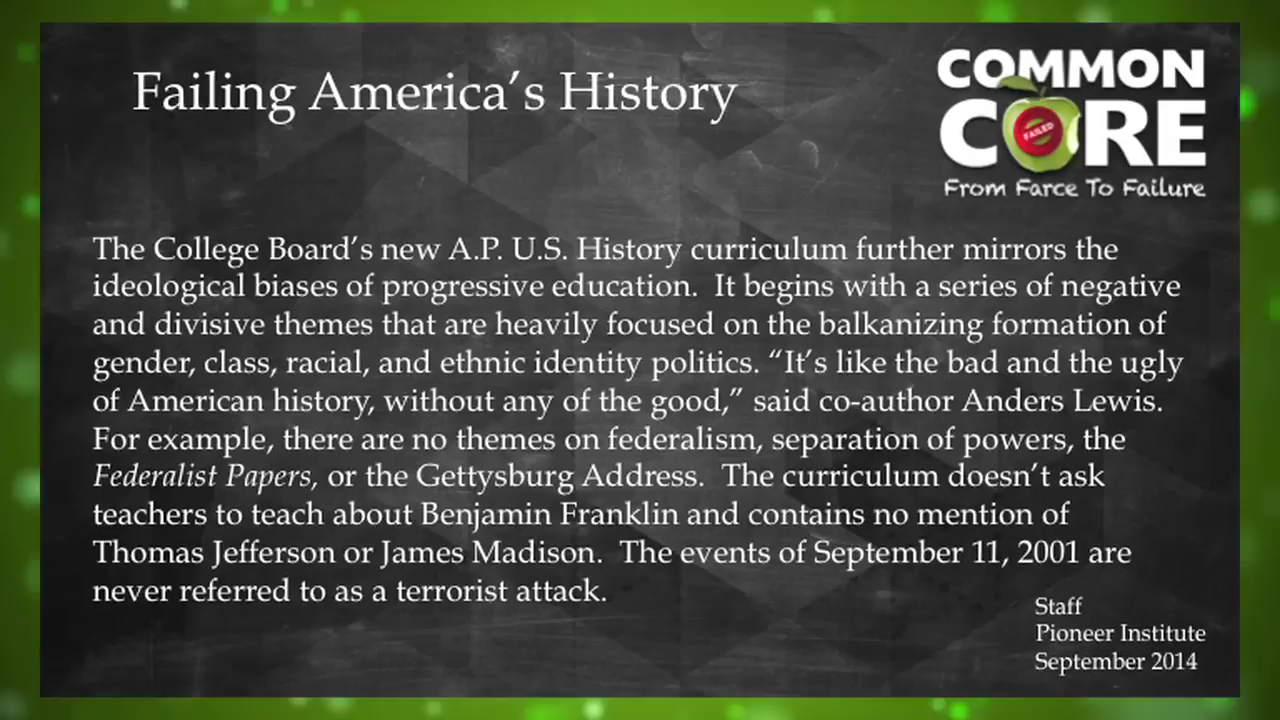 Failing America's History
COMMON
CORE
FAILED
From Farce To Failure
The College Board's new A.P. U.S. History curriculum further mirrors the
ideological biases of progressive education.  It begins with a series of negative
and divisive themes that are heavily focused on the balkanizing formation of
gender, class, racial, and ethnic identity politics. “It's like the bad and the ugly
of American history, without any of the good,” said co-author Anders Lewis.
For example, there are no themes on federalism, separation of powers, the
Federalist Papers, or the Gettysburg Address.  The curriculum doesn't ask
teachers to teach about Benjamin Franklin and contains no mention of
Thomas Jefferson or James Madison.  The events of September 11, 2001 are
never referred to as a terrorist attack.
Staff
Pioneer Institute
September 2014